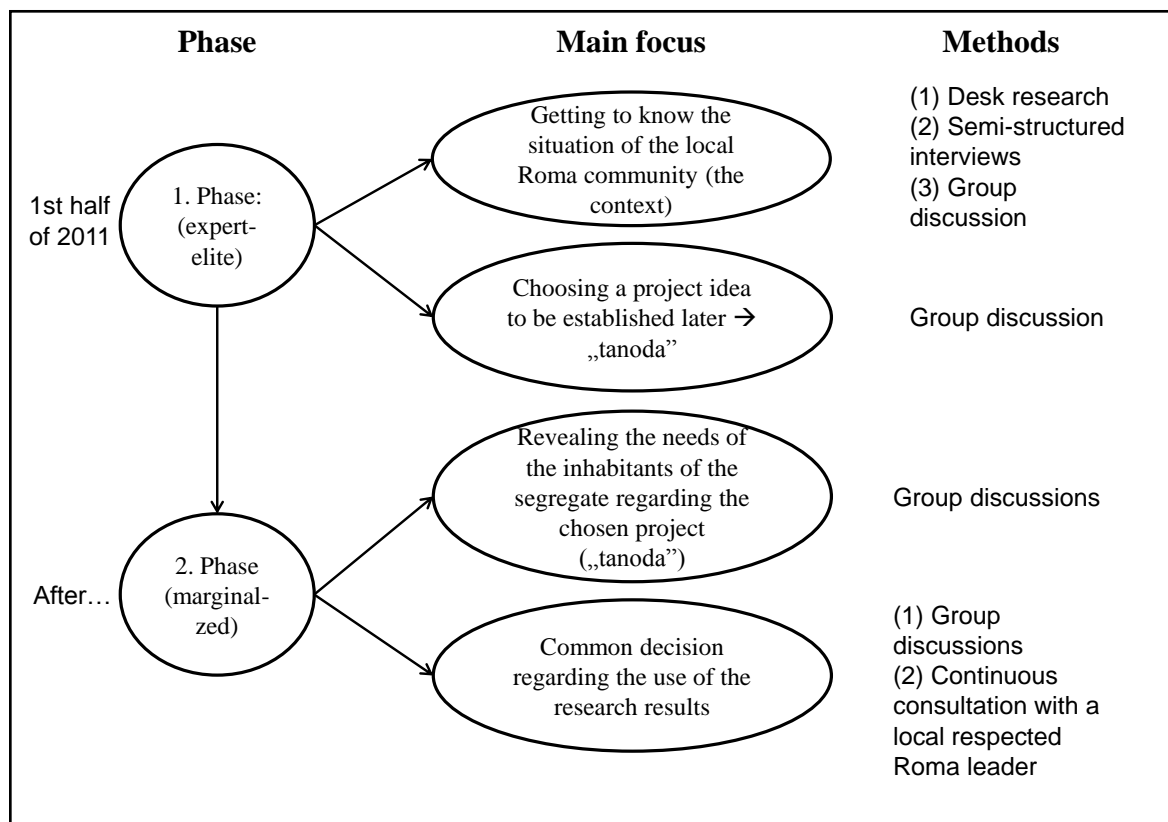 Phase
Main focus
Methods
1st half
of 2011
1. Phase:
(expert-
elite)
Getting to know the
situation of the local
Roma community (the
context)
(1) Desk research
(2) Semi-structured
interviews
(3) Group
discussion
Choosing a project idea
to be established later →
„tanoda”
Group discussion
After…
2. Phase
(marginal-
zed)
Revealing the needs of
the inhabitants of the
segregate regarding the
chosen project
(„tanoda”)
Group discussions
Common decision
regarding the use of the
research results
(1) Group
discussions
(2) Continuous
consultation with a
local respected
Roma leader